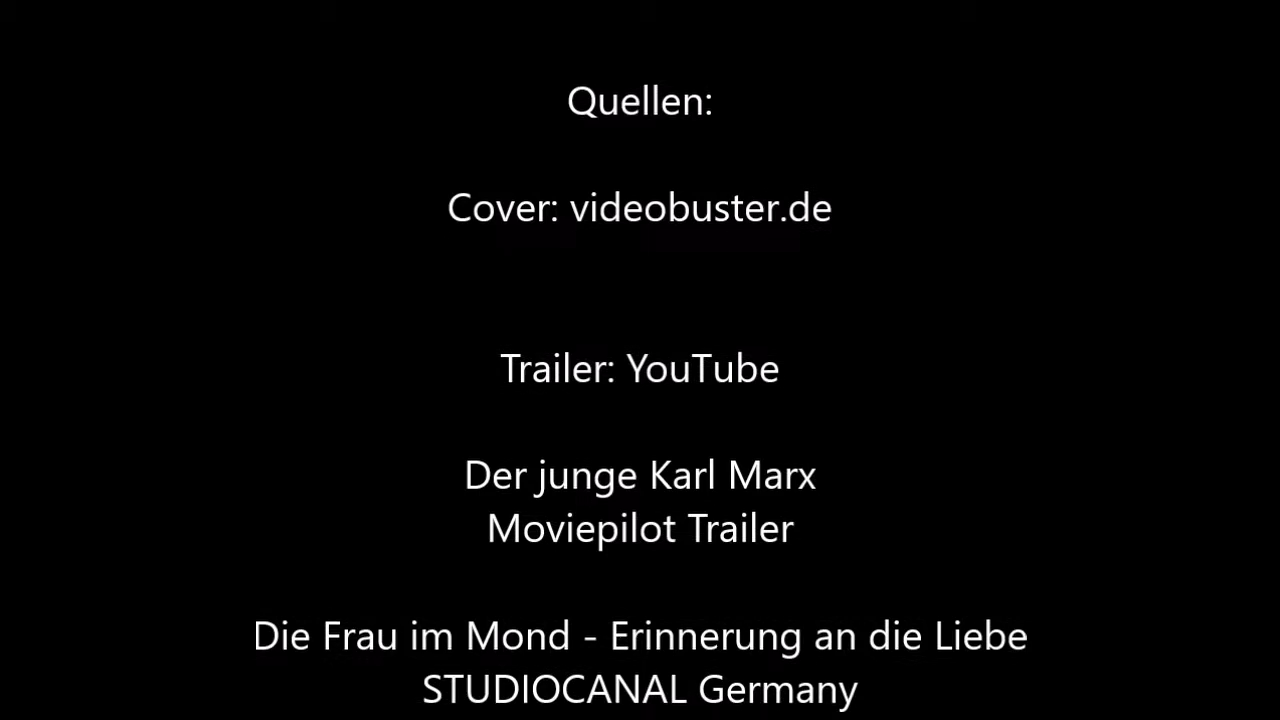 Quellen:
Cover: videobuster.de
Trailer: YouTube
Der junge Karl Marx
Moviepilot Trailer
Die Frau im Mond - Erinnerung an die Liebe
STUDIOCANAL Germany